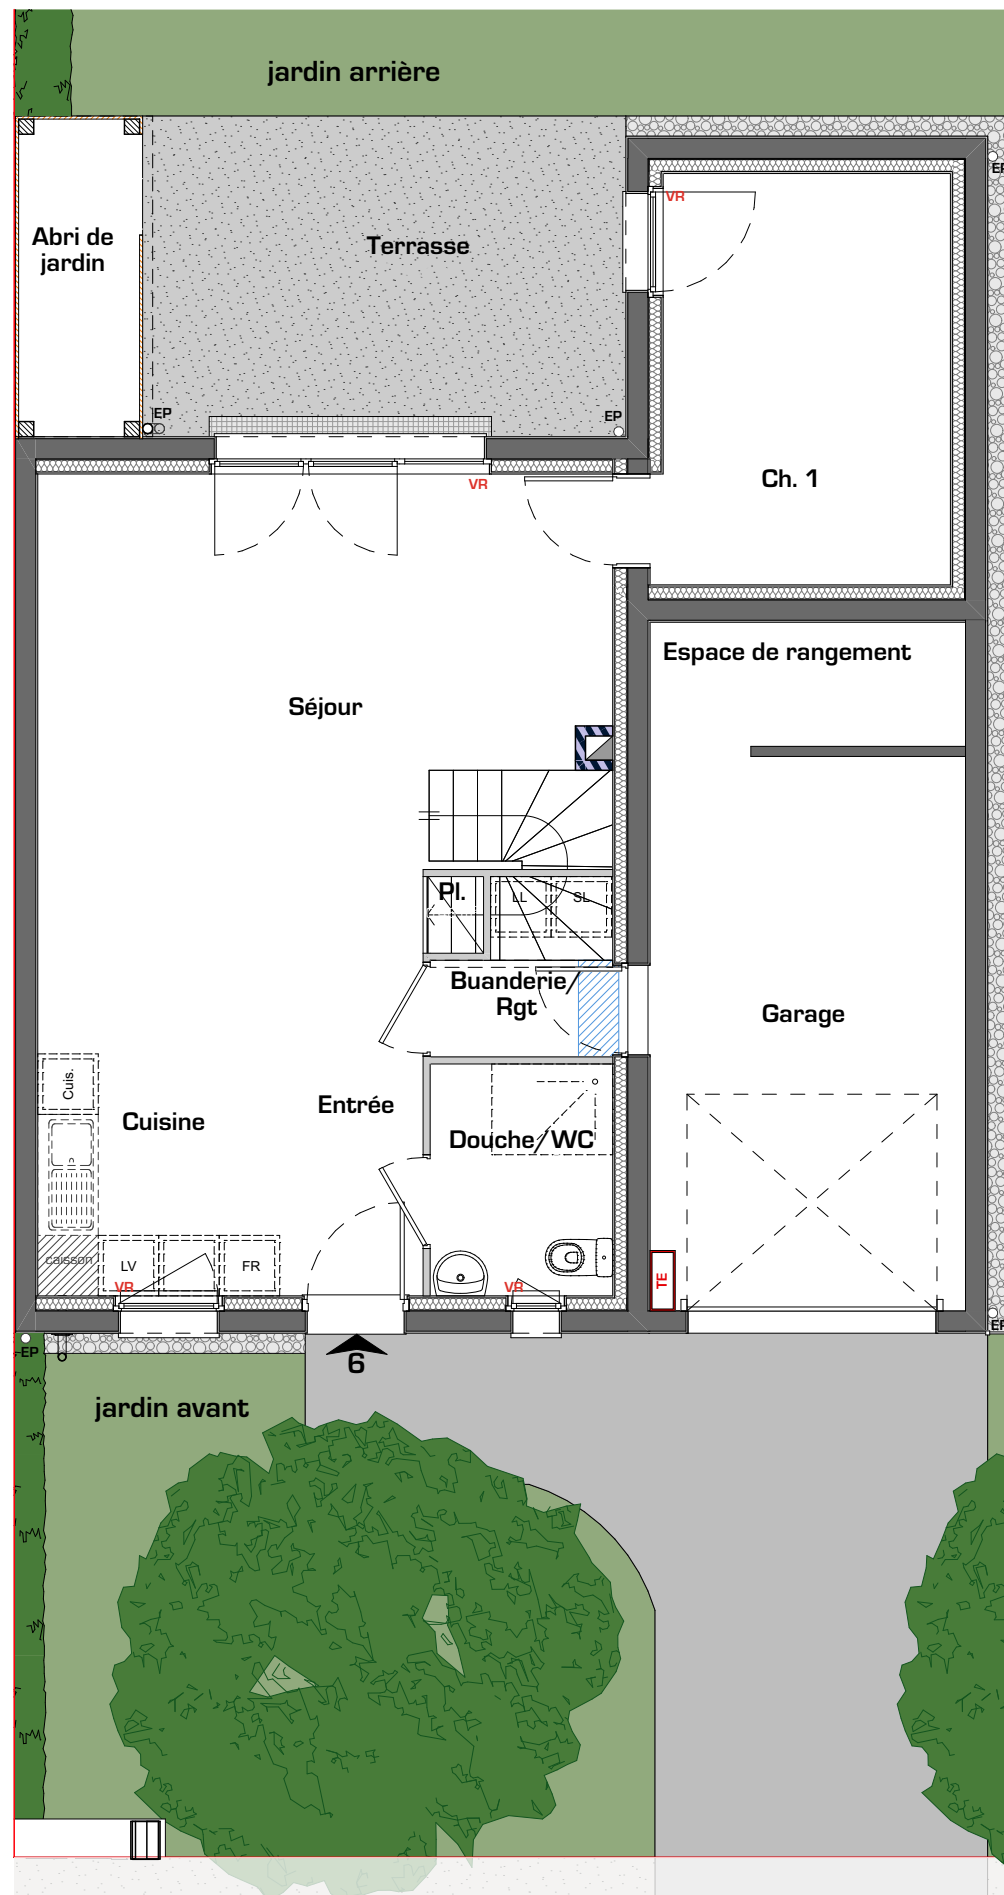 jardin arrière
EP
VR
Abri de
jardin
Terrasse
EP
EP
VR
Ch. 1
Espace de rangement
Séjour
Pl.
LL
SL
Buanderie/
Rgt
Garage
Cuis.
Cuisine
Entrée
Douche/WC
caisson
LV
FR
VR
VR
TE
EP
EP
6
jardin avant